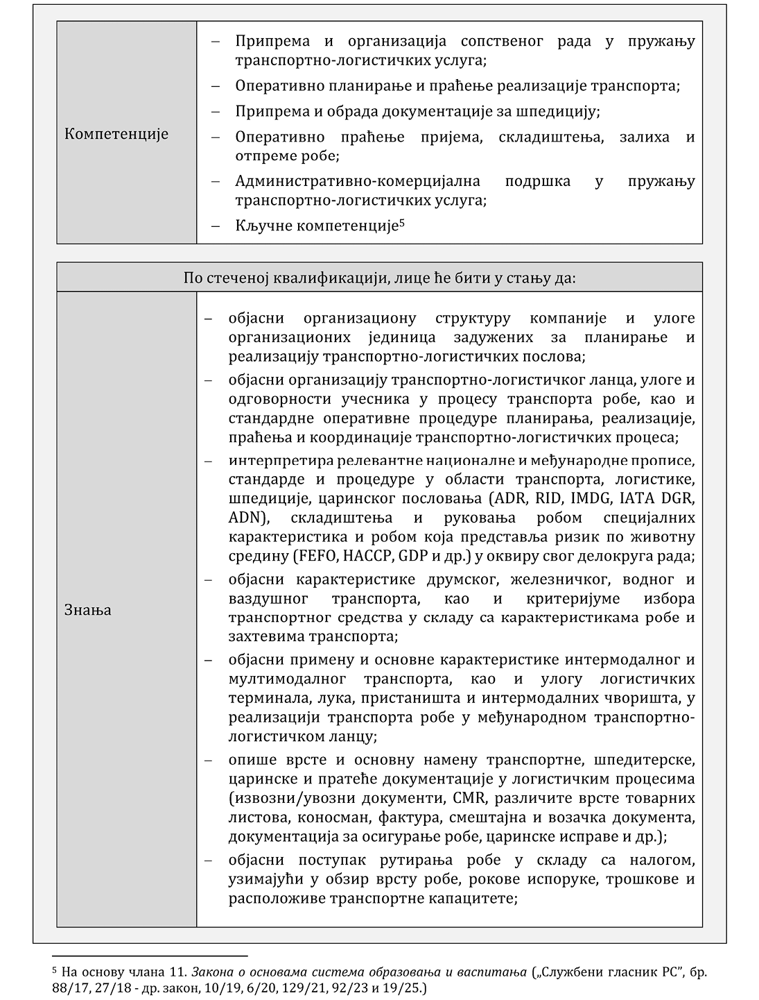 Компетенције
– Припрема и организација сопственог рада у пружању
транспортно-логистичких услуга;
– Оперативно планирање и праћење реализације транспорта;
– Припрема и обрада документације за шпедицију;
– Оперативно праћење пријема, складиштења, залиха и
отпреме робе;
– Административно-комерцијална подршка у пружању
транспортно-логистичких услуга;
– Кључне компетенције⁵
По стеченој квалификацији, лице ће бити у стању да:
Знања
– објасни организациону структуру компаније и улоге
организационих јединица задужених за планирање и
реализацију транспортно-логистичких послова;
– објасни организацију транспортно-логистичког ланца, улоге и
одговорности учесника у процесу транспорта робе, као и
стандардне оперативне процедуре планирања, реализације,
праћења и координације транспортно-логистичких процеса;
– интерпретира релевантне националне и међународне прописе,
стандарде и процедуре у области транспорта, логистике,
шпедиције, царинског пословања (ADR, RID, IMDG, IATA DGR,
ADN), складиштења и руковања робом специјалних
карактеристика и робом која представља ризик по животну
средину (FEFO, HACCP, GDP и др.) у оквиру свог делокруга рада;
– објасни карактеристике друмског, железничког, водног и
ваздушног транспорта, као и критеријуме избора
транспортног средства у складу са карактеристикама робе и
захтевима транспорта;
– објасни примену и основне карактеристике интермодалног и
мултимодалног транспорта, као и улогу логистичких
терминала, лука, пристаништа и интермодалних чворишта, у
реализацији транспорта робе у међународном транспортно-
логистичком ланцу;
– опише врсте и основну намену транспортне, шпедитерске,
царинске и пратеће документације у логистичким процесима
(извозни/увозни документи, CMR, различите врсте товарних
листова, коносман, фактура, смештајна и возачка документа,
документација за осигурање робе, царинске исправе и др.);
– објасни поступак рутирања робе у складу са налогом,
узимајући у обзир врсту робе, рокове испоруке, трошкове и
расположиве транспортне капацитете;
⁵ На основу члана 11. Закона о основама система образовања и васпитања („Службени гласник РС”, бр.
88/17, 27/18 - др. закон, 10/19, 6/20, 129/21, 92/23 и 19/25.)